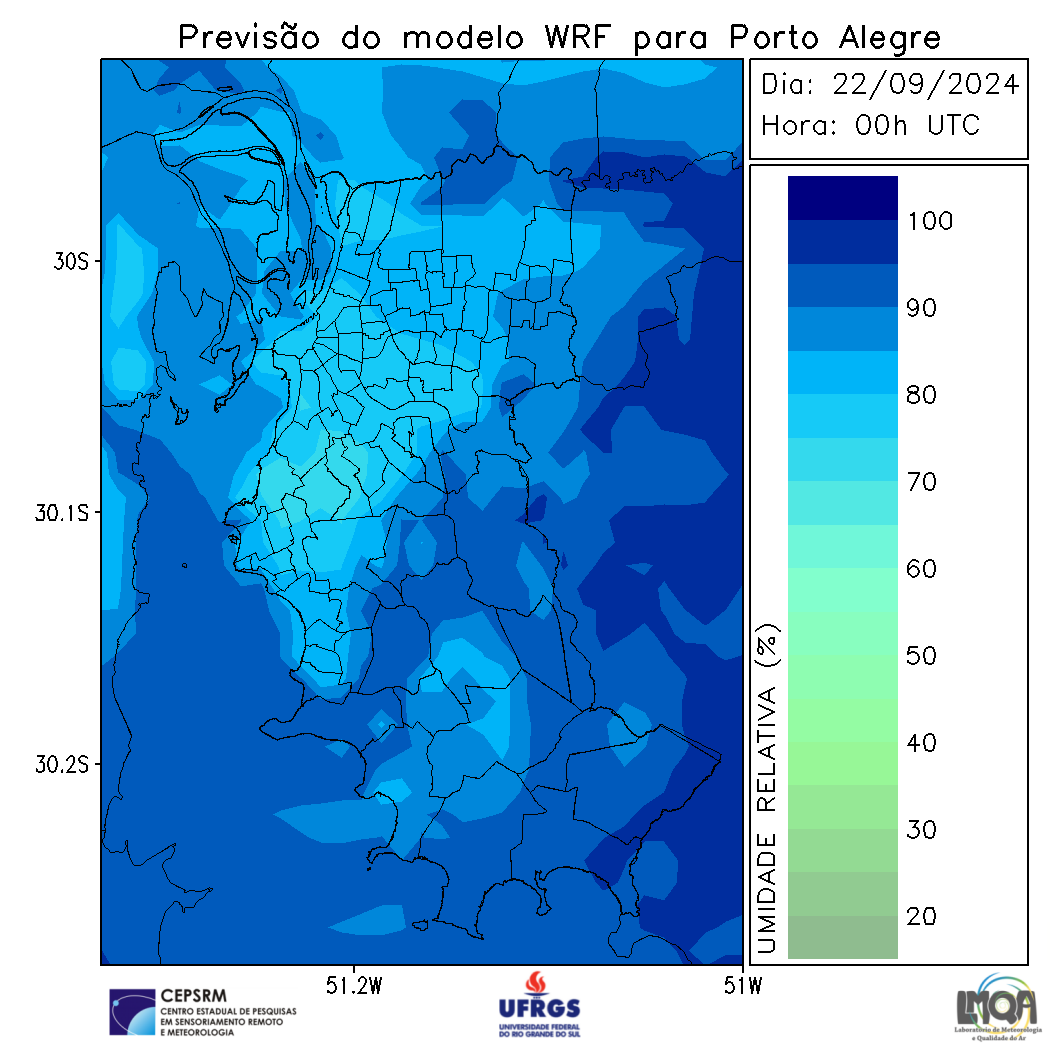 Previsão do modelo WRF para Porto Alegre
Dia: 22/09/2024
Hora: 00h UTC
30S
30.1S
30.2S
51.2W
51W
UMIDADE RELATIVA (%)
100
90
80
70
60
50
40
30
20
CEPSRM
CENTRO ESTADUAL DE PESQUISAS
EM SENSORIAMENTO REMOTO
E METEOROLOGIA
UFRGS
UNIVERSIDADE FEDERAL
DO RIO GRANDE DO SUL
LMQA
Laboratório de Meteorologia
e Qualidade do Ar